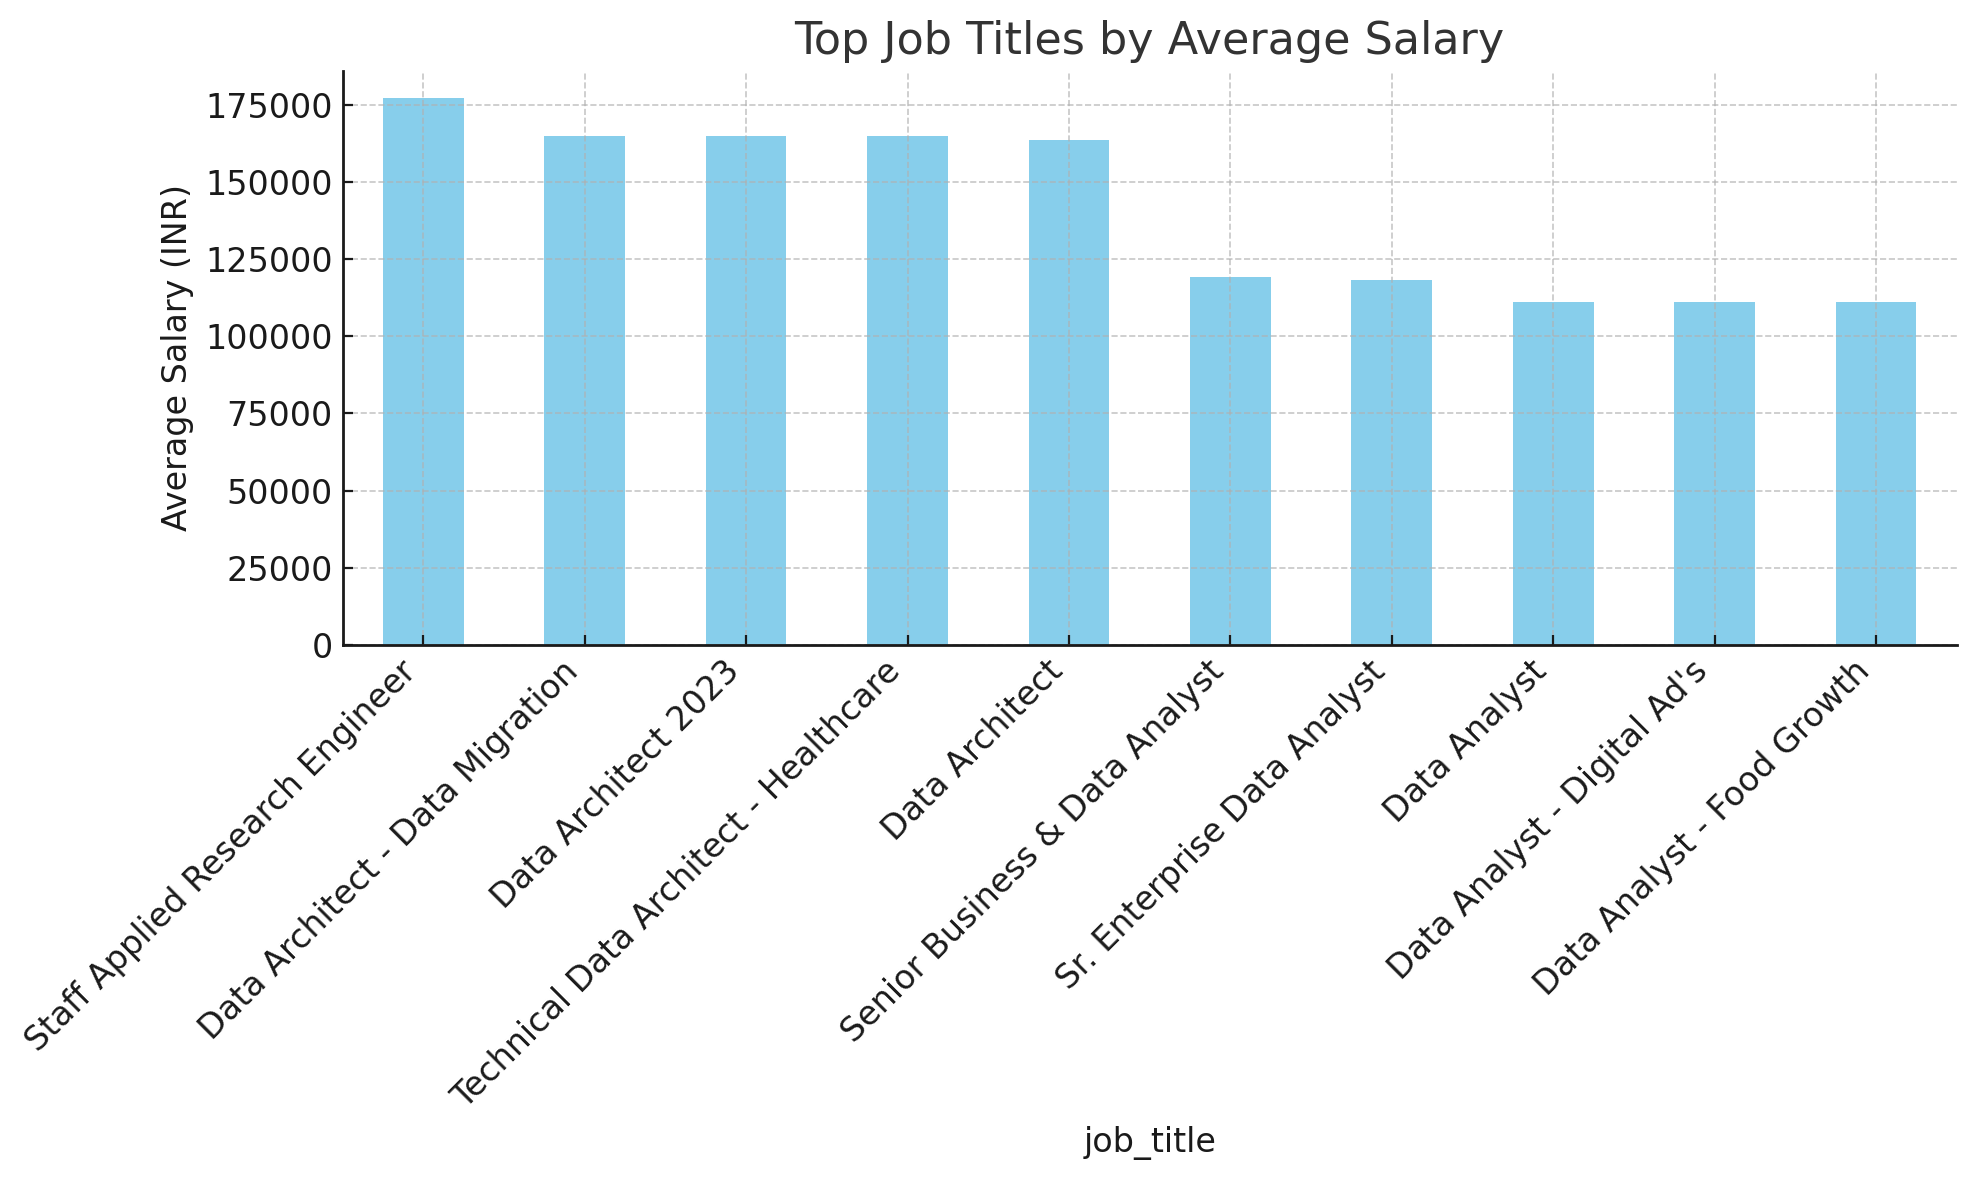 Top Job Titles by Average Salary
Average Salary (INR)
175000
150000
125000
100000
75000
50000
25000
0
Staff Applied Research Engineer
Data Architect - Data Migration
Data Architect 2023
Technical Data Architect - Healthcare
Data Architect
Senior Business & Data Analyst
Sr. Enterprise Data Analyst
Data Analyst
Data Analyst - Digital Ad's
Data Analyst - Food Growth
job_title